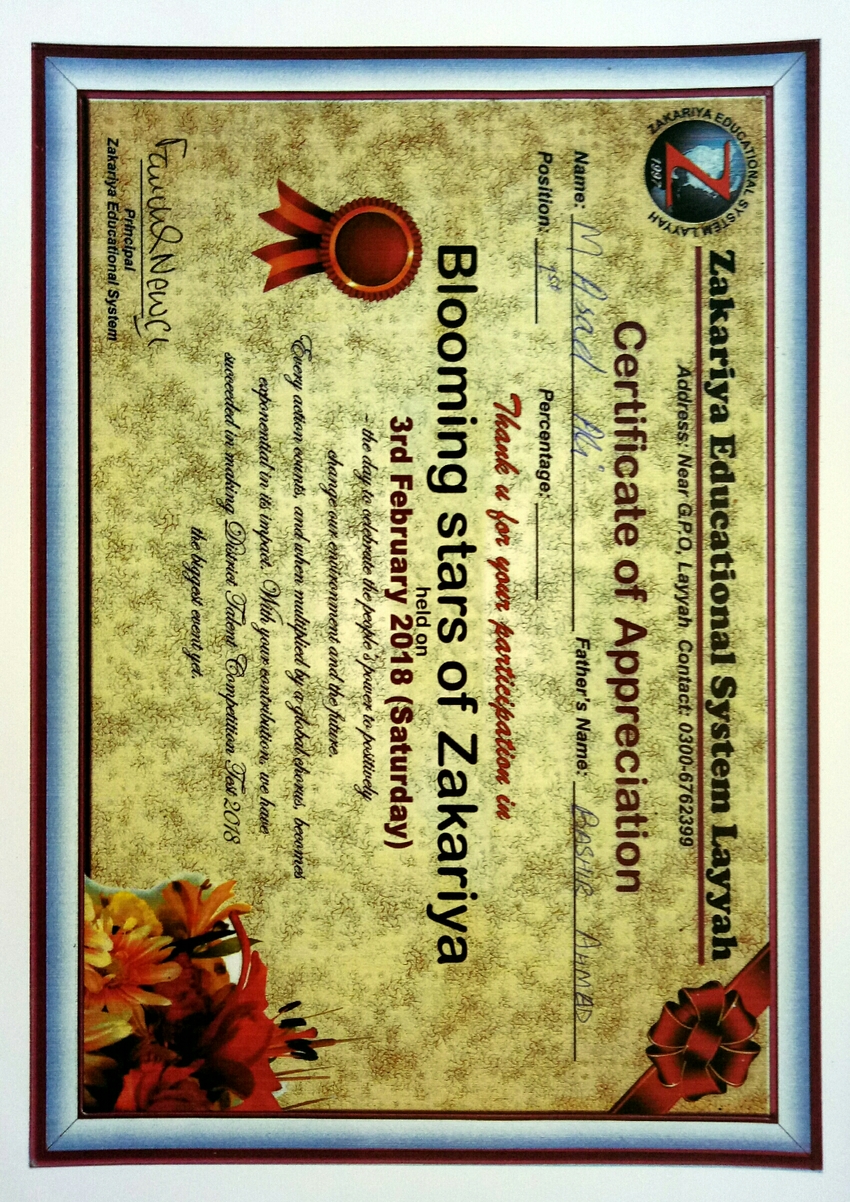 ZAKARIYA EDUCATIONAL SYSTEM LAYYAH
Z
1997
Zakariya Educational System Layyah
Address: Near G.P.O, Layyah Contact: 0300-6762399
Certificate of Appreciation
Name: M Asad Ali Father's Name: BASHIR AHMAD
Position: 1st Percentage:
Thank u for your participation in
Blooming stars of Zakariya
held on
3rd February 2018 (Saturday)
– the day to celebrate the people's power to positively
change our environment and the future.
Every action counts, and when multiplied by a global chorus, becomes
exponential in its impact. With your contribution, we have
succeeded in making District Talent Competition Test 2018
the biggest event yet.
Principal
Zakariya Educational System